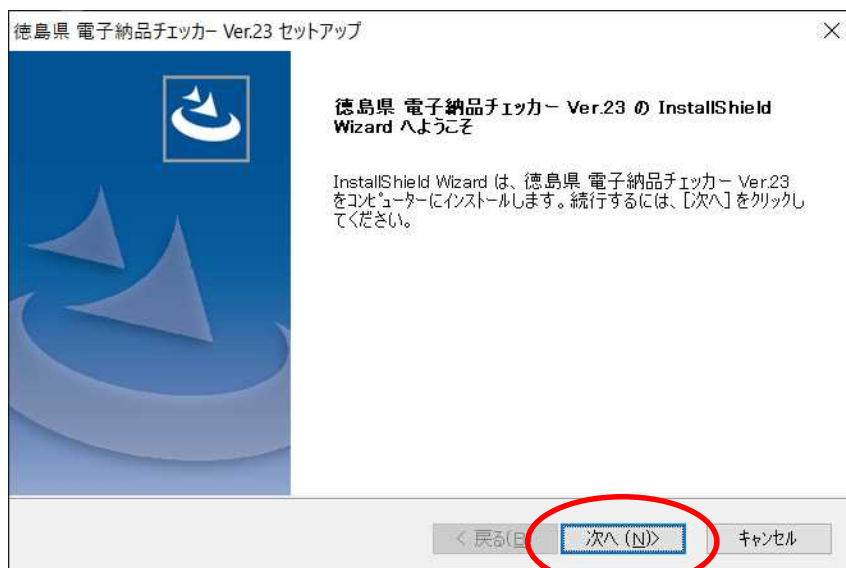 徳島県 電子納品チェッカー Ver.23 セットアップ
徳島県 電子納品チェッカー Ver.23 の InstallShield
Wizard へようこそ
InstallShield Wizard は、徳島県 電子納品チェッカー Ver.23
をコンピューターにインストールします。続行するには、[次へ] をクリックし
てください。
< 戻る(B
次へ (N)>
キャンセル